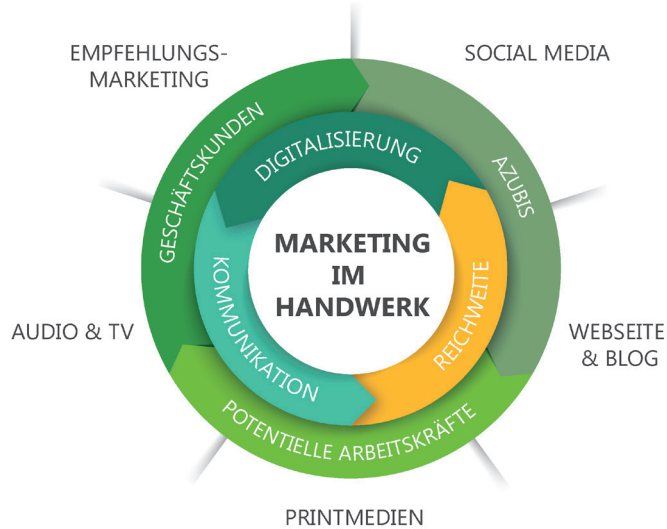 EMPFEHLUNGS-
MARKETING
SOCIAL MEDIA
GESCHÄFTSKUNDEN
DIGITALISIERUNG
AZUBIS
MARKETING
IM
HANDWERK
KOMMUNIKATION
REICHWEITE
AUDIO & TV
WEBSEITE
& BLOG
POTENTIELLE ARBEITSKRÄFTE
PRINTMEDIEN